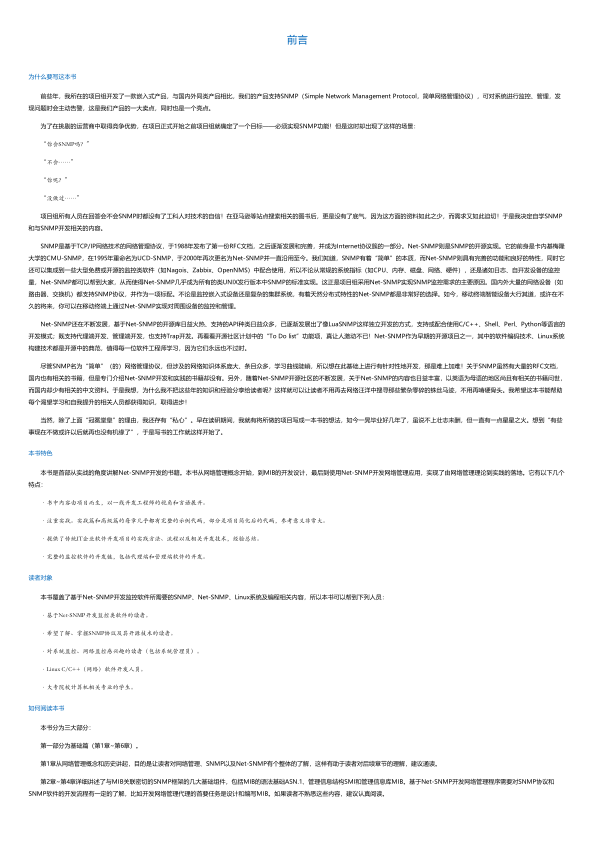 前言
为什么要写这本书
前些年，我所在的项目组开发了一款嵌入式产品，与国内外同类产品相比，我们的产品支持SNMP（Simple Network Management Protocol，简单网络管理协议），可对系统进行监控、管理，发
现问题时会主动告警，这是我们产品的一大卖点，同时也是一个亮点。
为了在挑剔的运营商中取得竞争优势，在项目正式开始之前项目组就确定了一个目标——必须实现SNMP功能！但是这时却出现了这样的场景：
“你会SNMP吗？”
“不会……”
“你呢？”
“没做过……”
项目组所有人员在回答会不会SNMP时都没有了工科人对技术的自信！在亚马逊等站点搜索相关的图书后，更是没有了底气。因为这方面的资料如此之少，而需求又如此迫切！于是我决定自学SNMP
和与SNMP开发相关的内容。
SNMP是基于TCP/IP网络技术的网络管理协议，于1988年发布了第一份RFC文档，之后逐渐发展和完善，并成为Internet协议簇的一部分。Net-SNMP则是SNMP的开源实现。它的前身是卡内基梅隆
大学的CMU-SNMP，在1995年重命名为UCD-SNMP，于2000年再次更名为Net-SNMP并一直沿用至今。我们知道，SNMP有着“简单”的本质，而Net-SNMP则具有完善的功能和良好的特性，同时它
还可以集成到一些大型免费或开源的监控类软件（如Nagois、Zabbix、OpenNMS）中配合使用，所以不论从常规的系统指标（如CPU、内存、磁盘、网络、硬件），还是通知日志、自开发设备的监控
量，Net-SNMP都可以帮到大家，从而使得Net-SNMP几乎成为所有的类UNIX发行版本中SNMP的标准实现。这正是项目组采用Net-SNMP实现SNMP监控需求的主要原因。国内外大量的网络设备（如
路由器、交换机）都支持SNMP协议，并作为一项标配。不论是监控嵌入式设备还是复杂的集群系统，有着天然分布式特性的Net-SNMP都是非常好的选择。如今，移动终端智能设备大行其道，或许在不
久的将来，你可以在移动终端上通过Net-SNMP实现对周围设备的监控和管理。
Net-SNMP还在不断发展，基于Net-SNMP的开源库日益火热，支持的API种类日益众多，已逐渐发展出了像LuaSNMP这样独立开发的方式，支持或配合使用C/C++、Shell、Perl、Python等语言的
开发模式；既支持代理端开发、管理端开发，也支持Trap开发。再看看开源社区计划中的“To Do list”功能项，真让人激动不已！Net-SNMP作为早期的开源项目之一，其中的软件编码技术、Linux系统
构建技术都是开源中的典范，值得每一位软件工程师学习，因为它们永远也不过时。
尽管SNMP名为“简单”（的）网络管理协议，但涉及的网络知识体系庞大、条目众多，学习曲线陡峭，所以想在此基础上进行有针对性地开发，那是难上加难！关于SNMP虽然有大量的RFC文档，
国内也有相关的书籍，但是专门介绍Net-SNMP开发和实践的书籍却没有。另外，随着Net-SNMP开源社区的不断发展，关于Net-SNMP的内容也日益丰富，以英语为母语的地区尚且有相关的书籍问世，
而国内却少有相关的中文资料。于是我想，为什么我不把这些年的知识和经验分享给读者呢？这样就可以让读者不用再去网络汪洋中搜寻那些繁杂零碎的蛛丝马迹，不用再啃硬骨头。我希望这本书能帮助
每个渴望学习和自我提升的相关人员都获得知识，取得进步！
当然，除了上面“冠冕堂皇”的理由，我还存有“私心”。早在读研期间，我就有将所做的项目写成一本书的想法，如今一晃毕业好几年了，虽说不上壮志未酬，但一直有一点星星之火。想到“有些
事现在不做或许以后就再也没有机缘了”，于是写书的工作就这样开始了。
本书特色
本书是首部从实战的角度讲解Net-SNMP开发的书籍。本书从网络管理概念开始，到MIB的开发设计，最后到使用Net-SNMP开发网络管理应用，实现了由网络管理理论到实践的落地。它有以下几个
特点：
· 书中内容由项目而生，以一线开发工程师的视角和方法展开。
· 注重实战。实战篇和高级篇的每章几乎都有完整的示例代码，部分是项目简化后的代码，参考意义非常大。
· 提供了传统IT企业软件开发项目的实践方法、流程以及相关开发技术、经验总结。
· 完整的监控软件的开发链，包括代理端和管理端软件的开发。
读者对象
本书覆盖了基于Net-SNMP开发监控软件所需要的SNMP、Net-SNMP、Linux系统及编程相关内容，所以本书可以帮到下列人员：
· 基于Net-SNMP开发监控类软件的读者。
· 希望了解、掌握SNMP协议及其开源技术的读者。
· 对系统监控、网络监控感兴趣的读者（包括系统管理员）。
· Linux C/C++（网络）软件开发人员。
· 大专院校计算机相关专业的学生。
如何阅读本书
本书分为三大部分：
第一部分为基础篇（第1章~第6章）。
第1章从网络管理概念和历史讲起，目的是让读者对网络管理、SNMP以及Net-SNMP有个整体的了解，这样有助于读者对后续章节的理解，建议通读。
第2章~第4章详细讲述了与MIB关联密切的SNMP框架的几大基础组件，包括MIB的语法基础ASN.1、管理信息结构SMI和管理信息库MIB。基于Net-SNMP开发网络管理程序需要对SNMP协议和
SNMP软件的开发流程有一定的了解，比如开发网络管理代理的首要任务是设计和编写MIB。如果读者不熟悉这些内容，建议认真阅读。